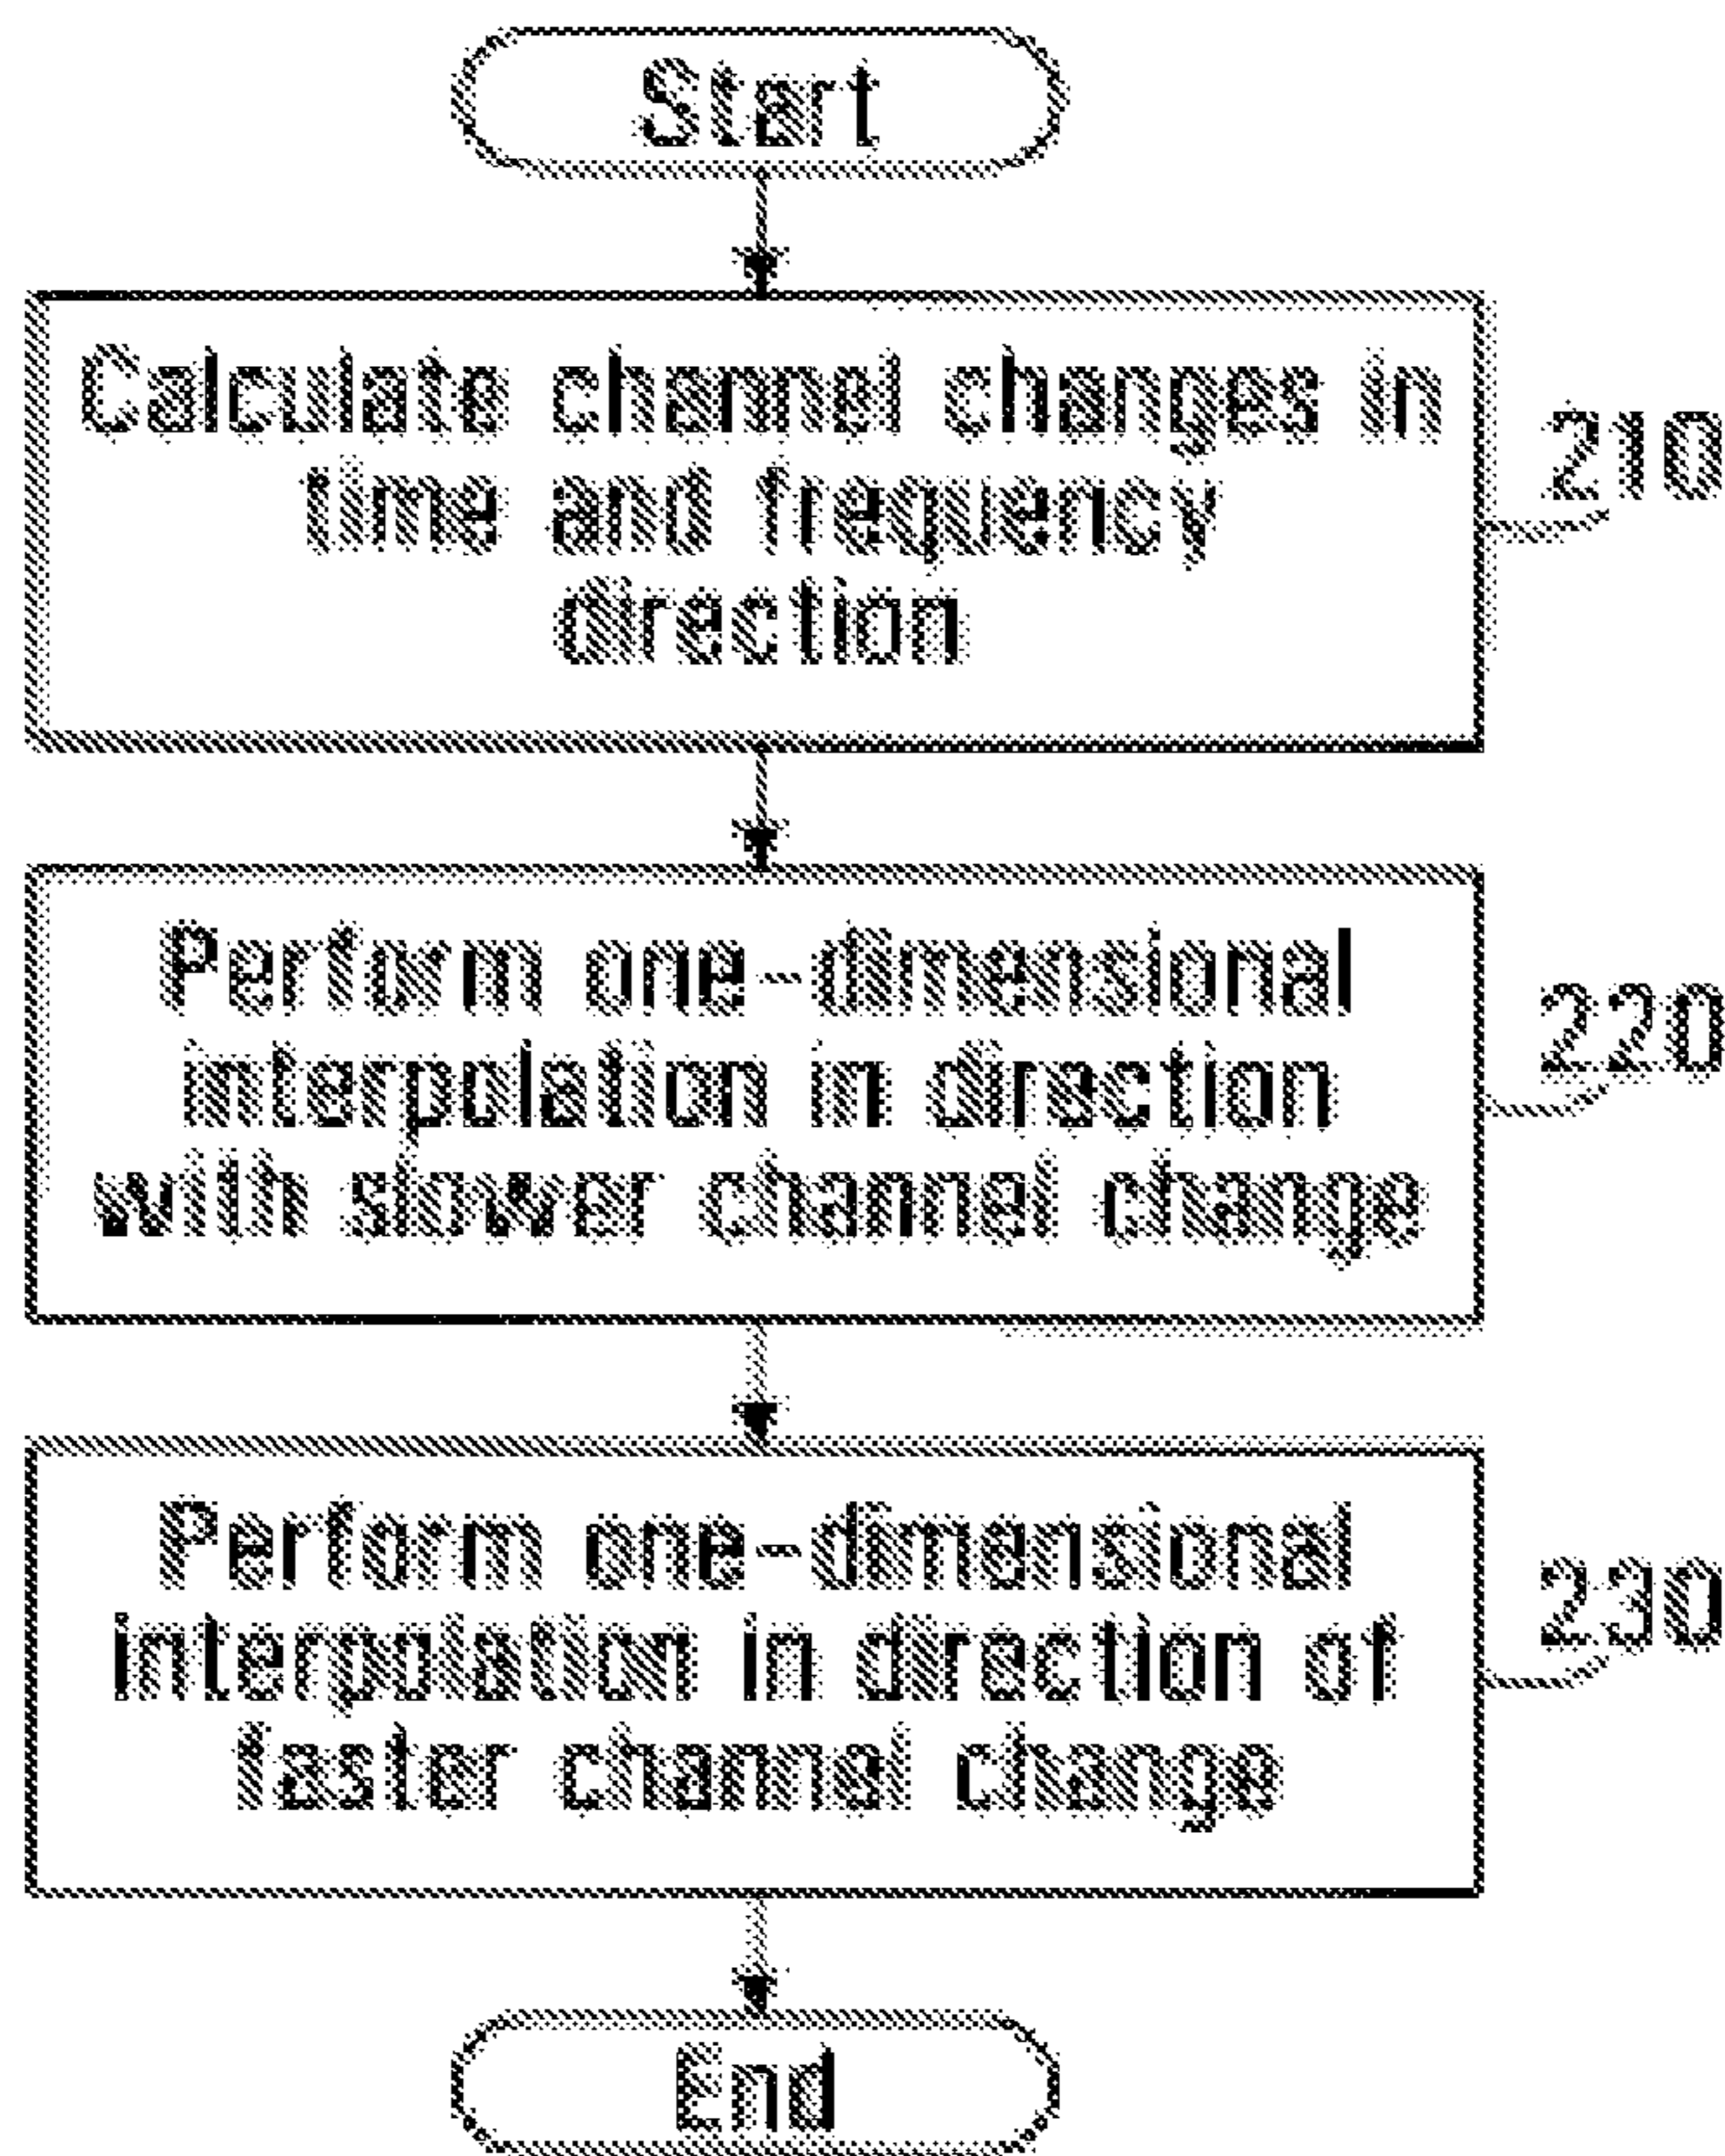 Start
Calculate channel changes in
time and frequency
direction
210
Perform one-dimensional
interpolation in direction
with slower channel change
220
Perform one-dimensional
interpolation in direction of
faster channel change
230
End